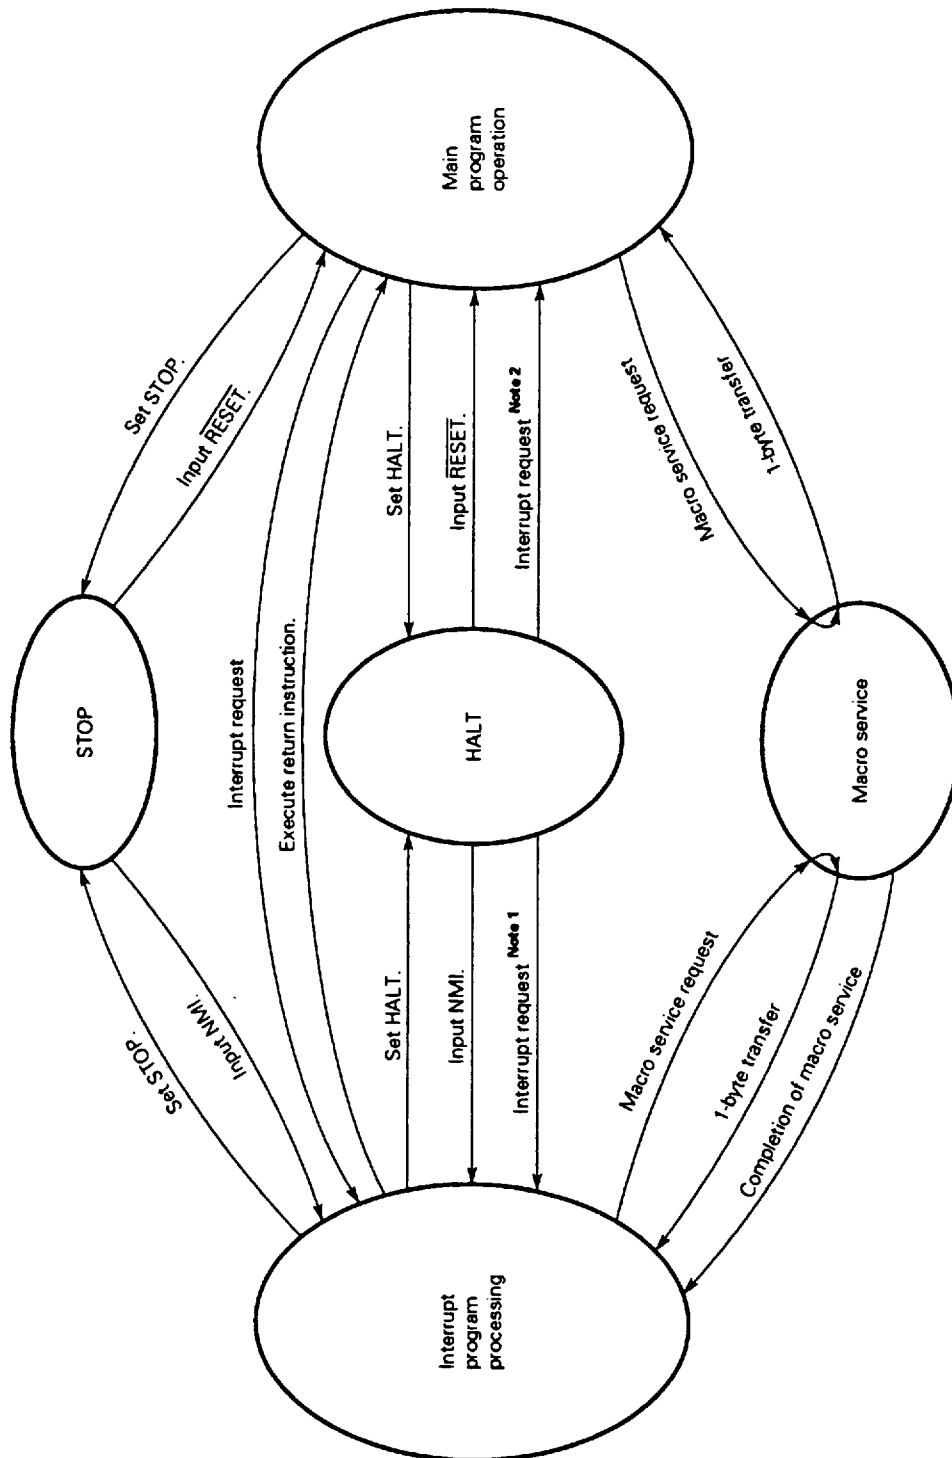 STOP
Set STOP.
Input NMI.
Set STOP.
Input RESET.
Interrupt request
Execute return instruction.
Interrupt
program
processing
Set HALT.
Input NMI.
Interrupt request Note 1
HALT
Set HALT.
Input RESET.
Interrupt request Note 2
Main
program
operation
Macro service request
1-byte transfer
Completion of macro service
Macro service
Macro service request
1-byte transfer